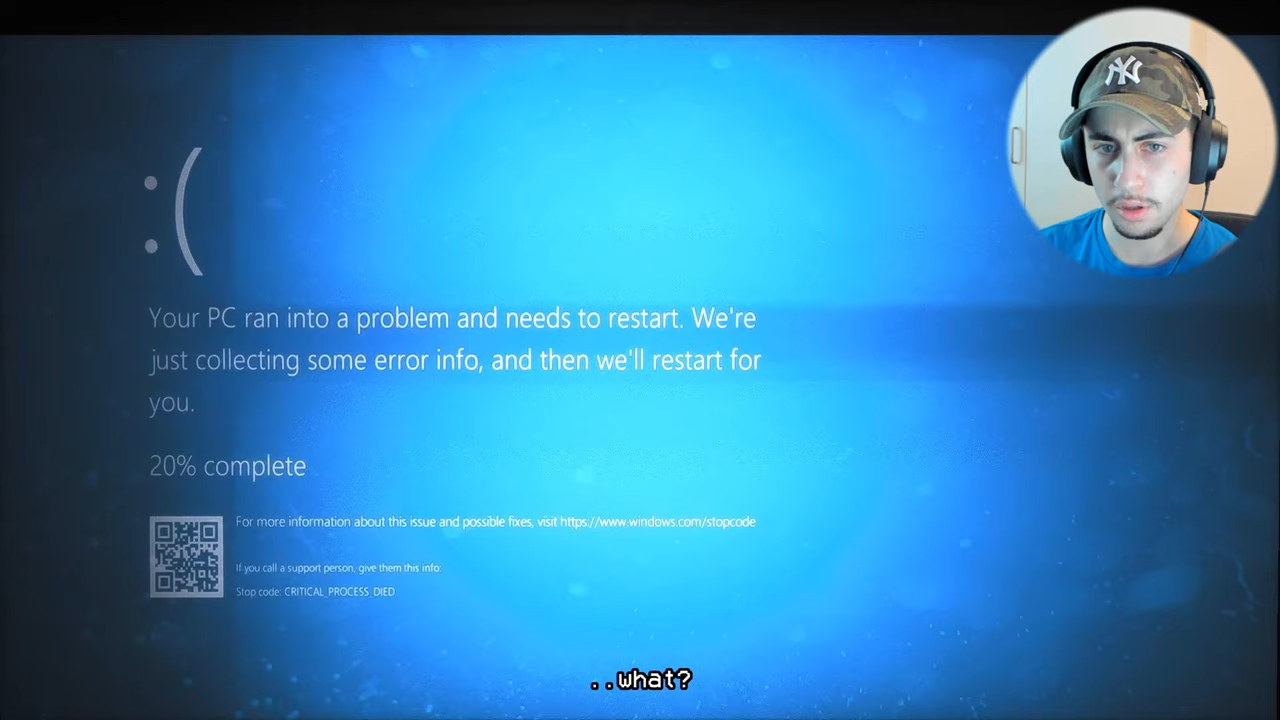 NY
:(
Your PC ran into a problem and needs to restart. We're
just collecting some error info, and then we'll restart for
you.
20% complete
For more information about this issue and possible fixes, visit https://www.windows.com/stopcode
If you call a support person, give them this info:
Stop code: CRITICAL_PROCESS_DIED
..what?